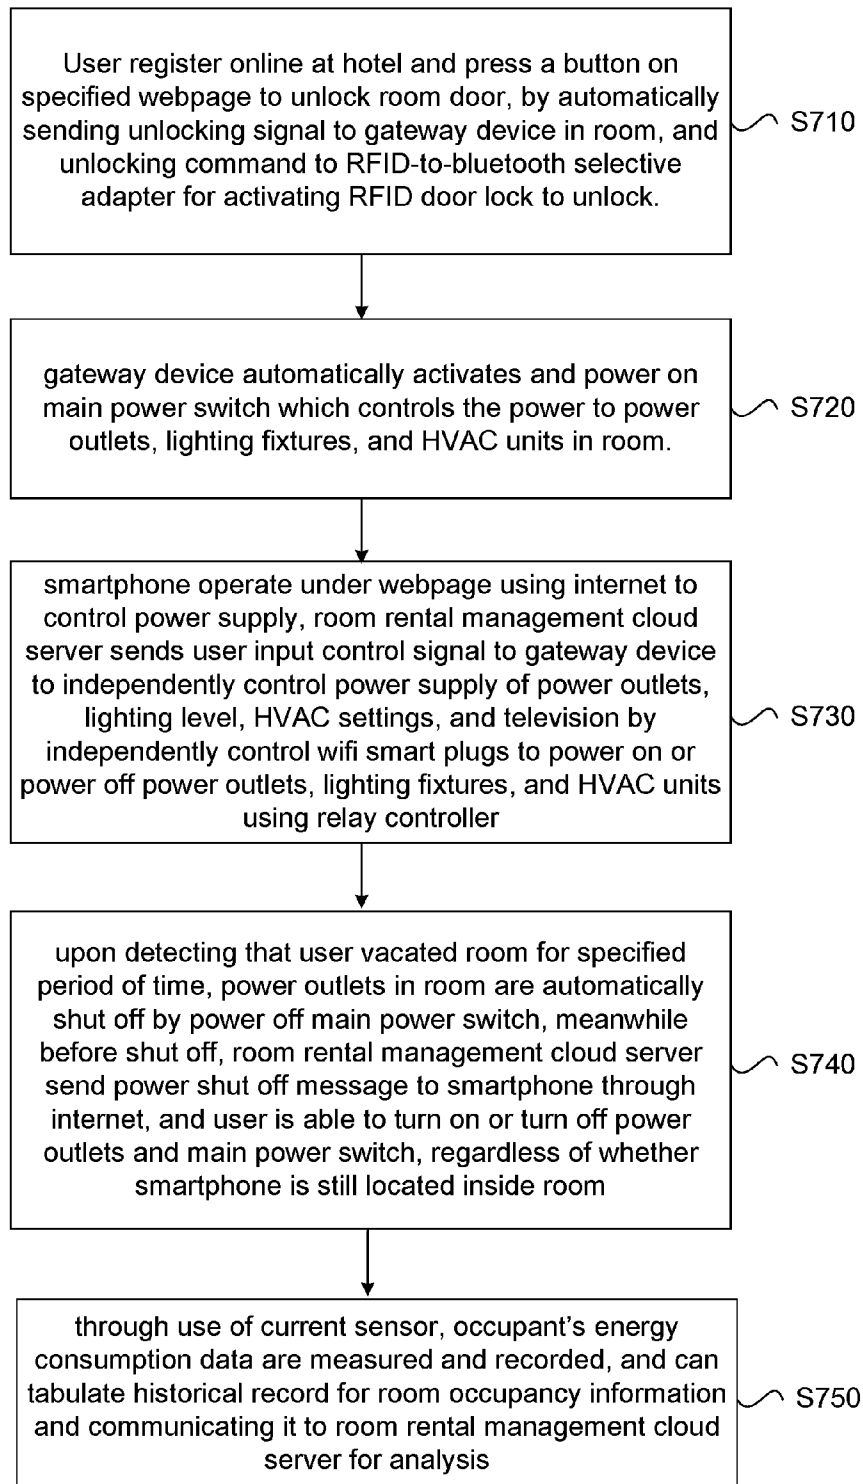 User register online at hotel and press a button on
specified webpage to unlock room door, by automatically
sending unlocking signal to gateway device in room, and
unlocking command to RFID-to-bluetooth selective
adapter for activating RFID door lock to unlock.
S710
gateway device automatically activates and power on
main power switch which controls the power to power
outlets, lighting fixtures, and HVAC units in room.
S720
smartphone operate under webpage using internet to
control power supply, room rental management cloud
server sends user input control signal to gateway device
to independently control power supply of power outlets,
lighting level, HVAC settings, and television by
independently control wifi smart plugs to power on or
power off power outlets, lighting fixtures, and HVAC units
using relay controller
S730
upon detecting that user vacated room for specified
period of time, power outlets in room are automatically
shut off by power off main power switch, meanwhile
before shut off, room rental management cloud server
send power shut off message to smartphone through
internet, and user is able to turn on or turn off power
outlets and main power switch, regardless of whether
smartphone is still located inside room
S740
through use of current sensor, occupant's energy
consumption data are measured and recorded, and can
tabulate historical record for room occupancy information
and communicating it to room rental management cloud
server for analysis
S750